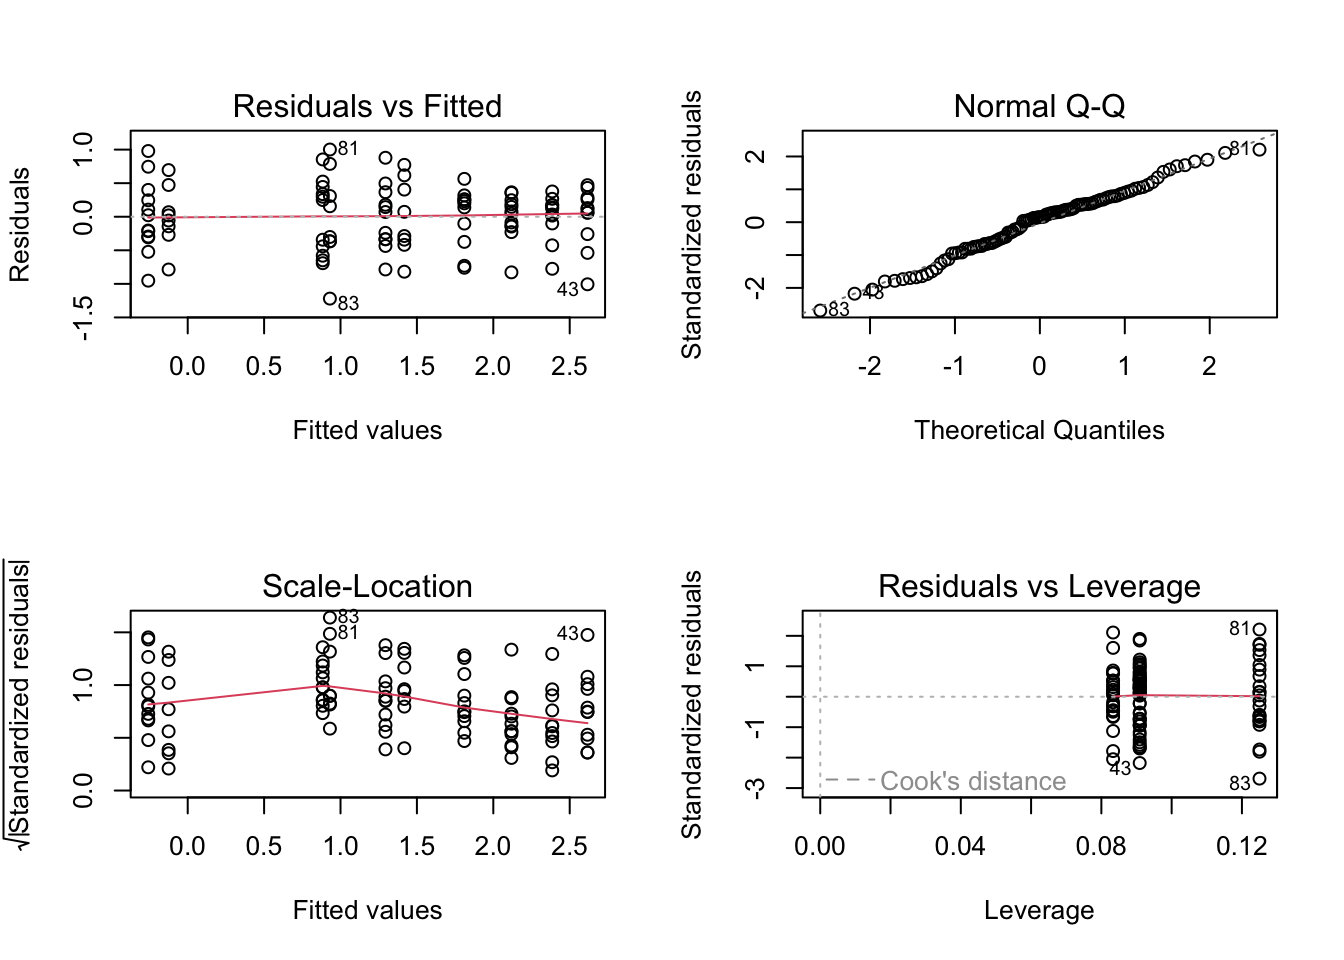 Residuals vs Fitted
Residuals
1.0
0.0
-1.5
81
83
43
0.0 0.5 1.0 1.5 2.0 2.5
Fitted values
Normal Q-Q
Standardized residuals
2
0
-2
81
43
83
-2 -1 0 1 2
Theoretical Quantiles
Scale-Location
√|Standardized residuals|
1.0
0.0
83
81
43
0.0 0.5 1.0 1.5 2.0 2.5
Fitted values
Residuals vs Leverage
Standardized residuals
1
-1
-3
81
43
83
Cook's distance
0.00 0.04 0.08 0.12
Leverage